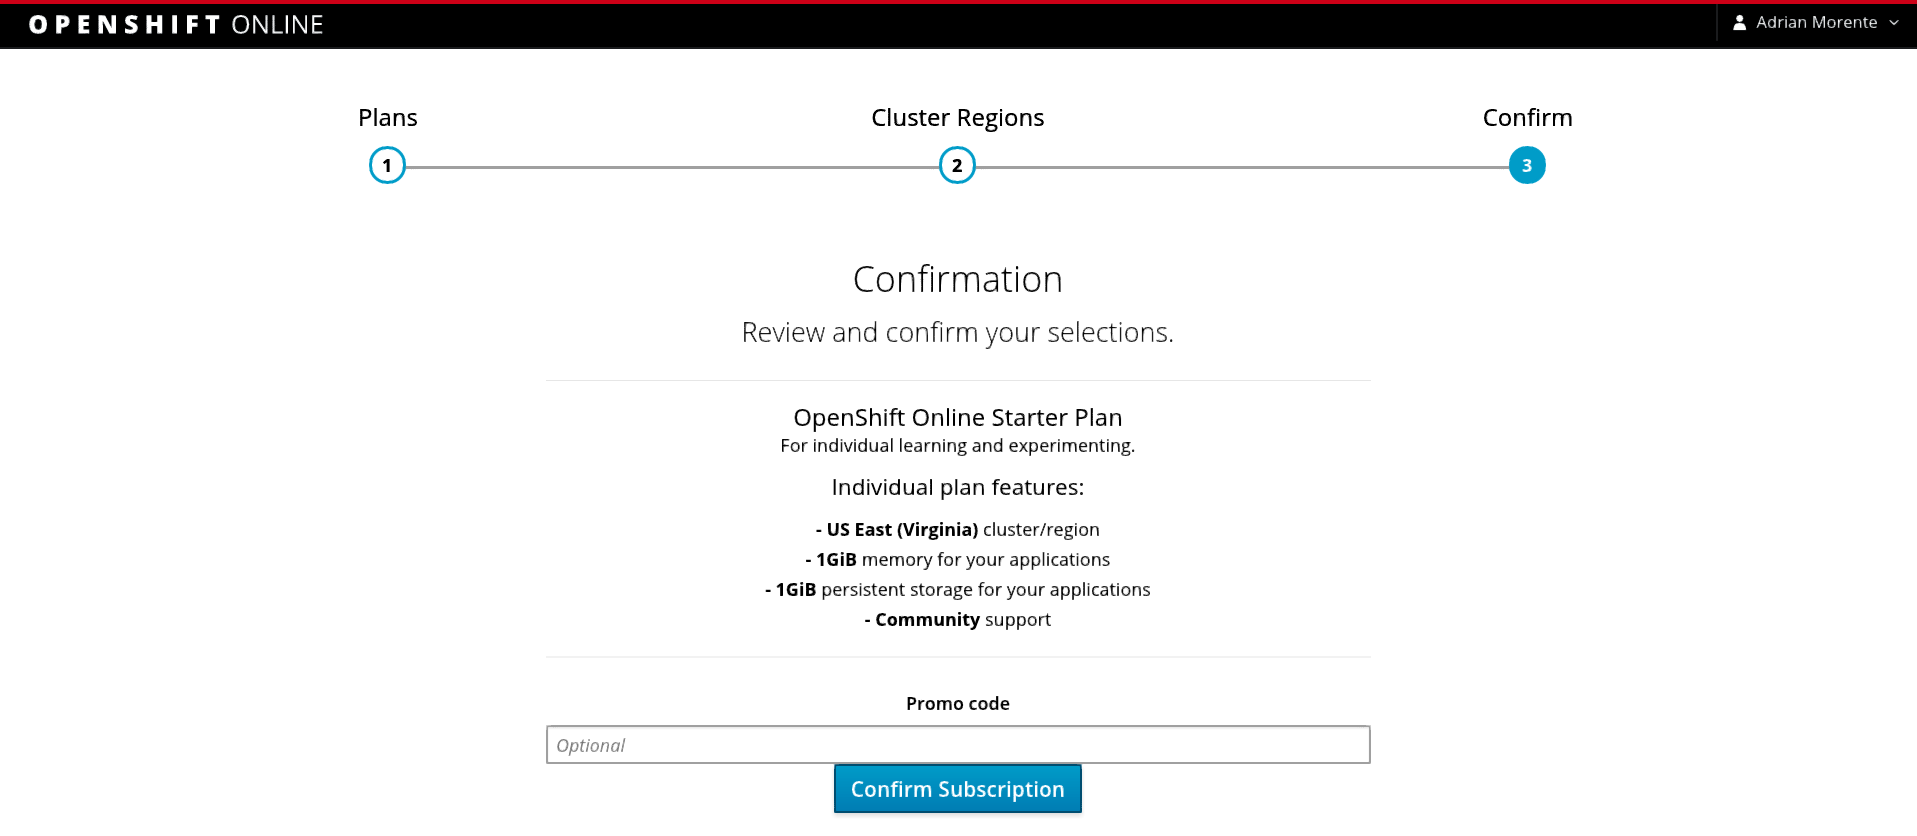 OPENSHIFT ONLINE
Adrian Morente
Plans
Cluster Regions
Confirm
1
2
3
Confirmation
Review and confirm your selections.
OpenShift Online Starter Plan
For individual learning and experimenting.
Individual plan features:
- US East (Virginia) cluster/region
- 1GiB memory for your applications
- 1GiB persistent storage for your applications
- Community support
Promo code
Optional
Confirm Subscription